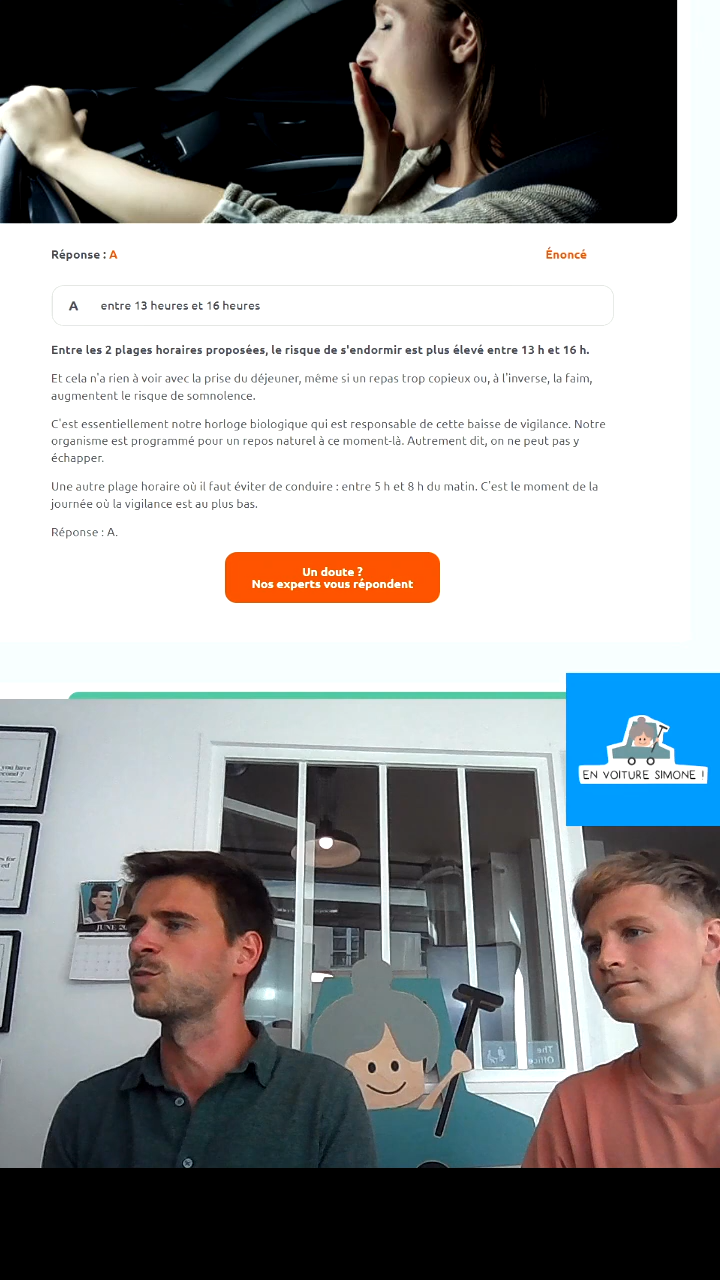 Réponse : A
Énoncé
A entre 13 heures et 16 heures
Entre les 2 plages horaires proposées, le risque de s'endormir est plus élevé entre 13 h et 16 h.
Et cela n'a rien à voir avec la prise du déjeuner, même si un repas trop copieux ou, à l'inverse, la faim,
augmentent le risque de somnolence.
C'est essentiellement notre horloge biologique qui est responsable de cette baisse de vigilance. Notre
organisme est programmé pour un repos naturel à ce moment-là. Autrement dit, on ne peut pas y
échapper.
Une autre plage horaire où il faut éviter de conduire : entre 5 h et 8 h du matin. C'est le moment de la
journée où la vigilance est au plus bas.
Réponse : A.
Un doute ?
Nos experts vous répondent
EN VOITURE SIMONE !
JUNE
The
Office